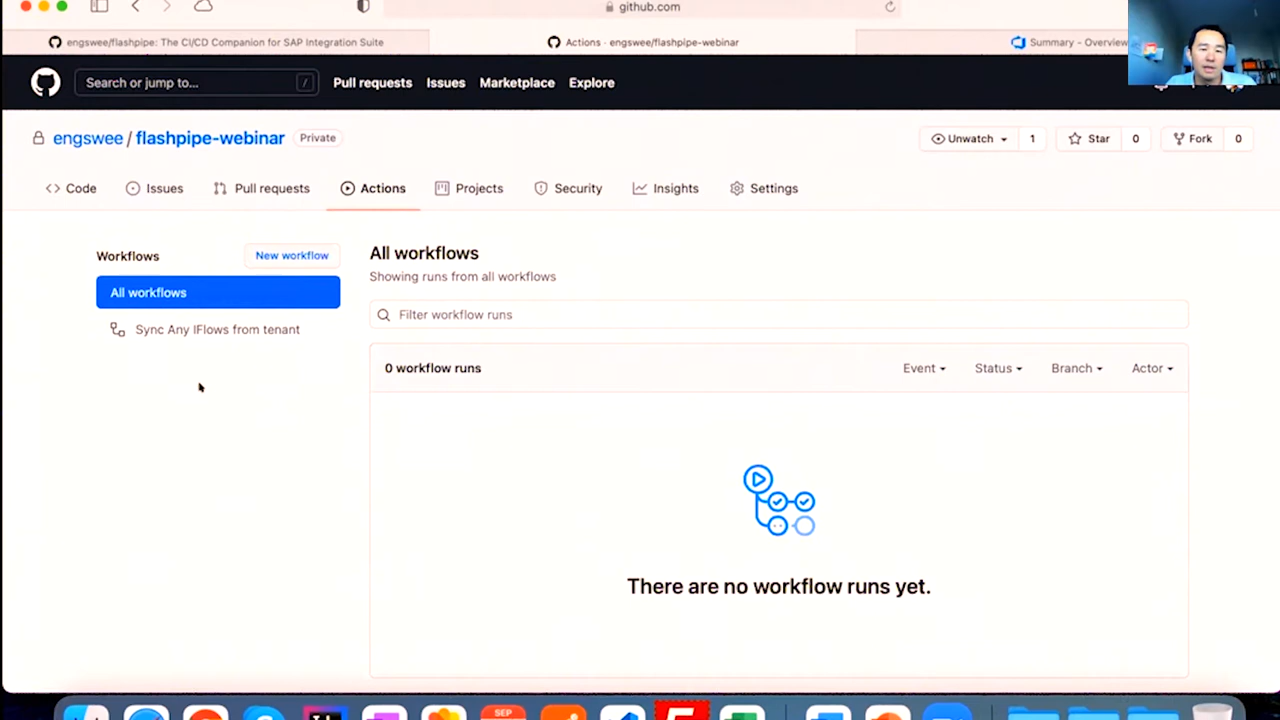 github.com
engswee/flashpipe: The CI/CD Companion for SAP Integration Suite
Actions · engswee/flashpipe-webinar
Summary - Overview
Search or jump to... /
Pull requests Issues Marketplace Explore
engswee / flashpipe-webinar Private
Unwatch 1 Star 0 Fork 0
Code Issues Pull requests Actions Projects Security Insights Settings
Workflows
New workflow
All workflows
Sync Any IFlows from tenant
All workflows
Showing runs from all workflows
Filter workflow runs
0 workflow runs
Event Status Branch Actor
There are no workflow runs yet.
SEP